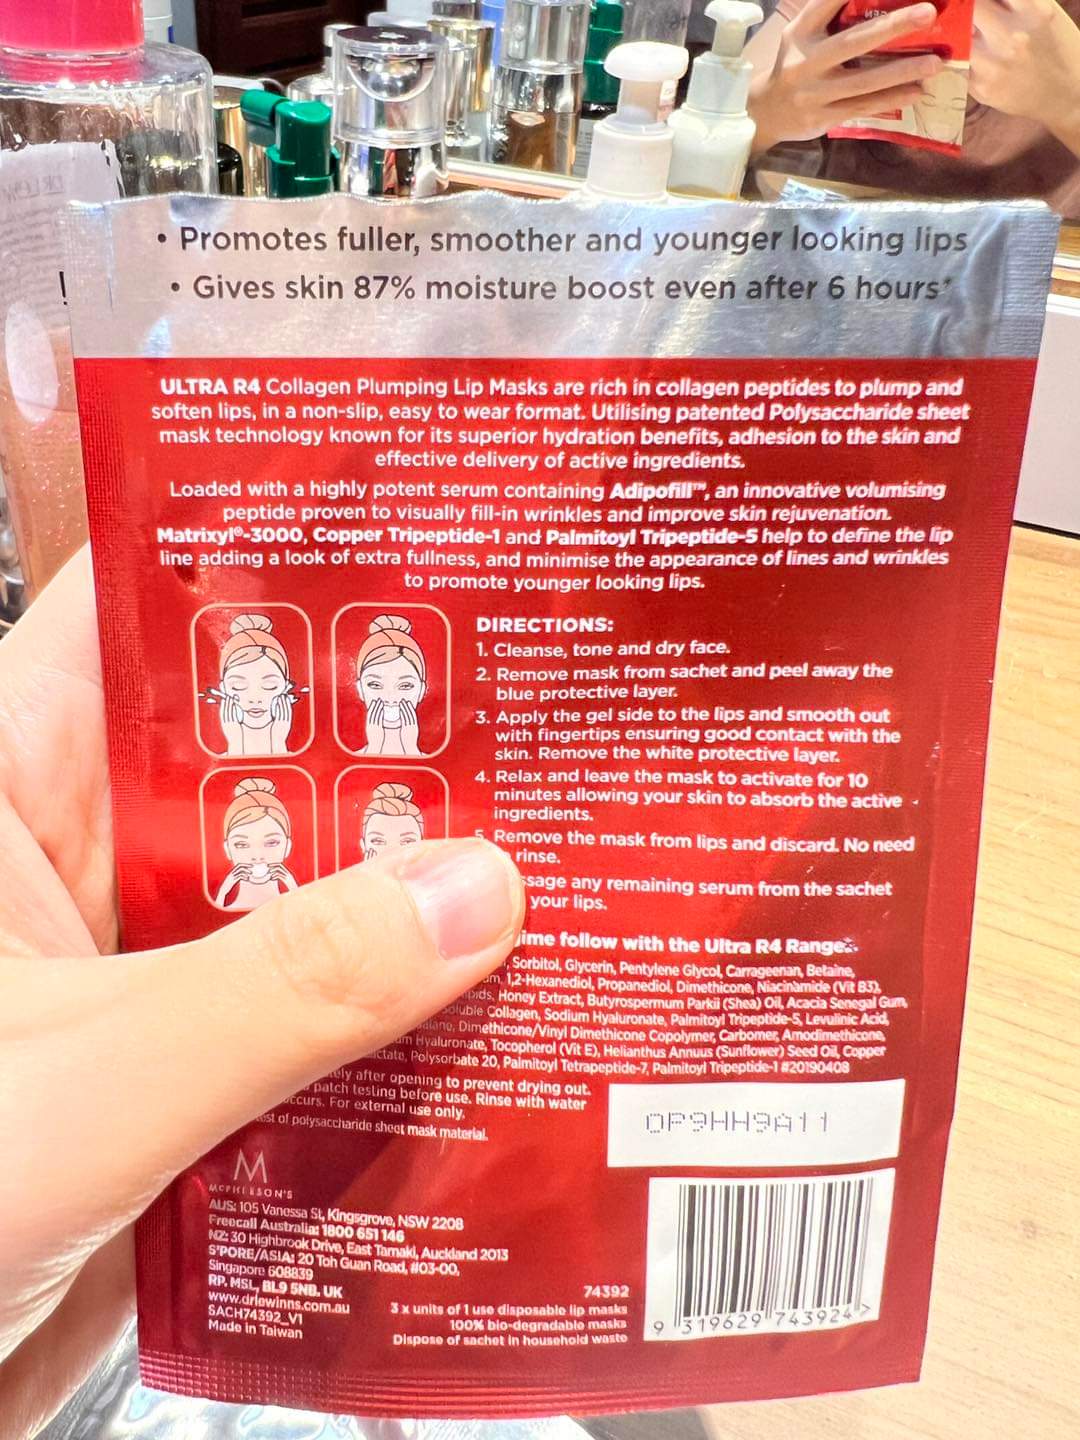 • Promotes fuller, smoother and younger looking lips
• Gives skin 87% moisture boost even after 6 hours*
ULTRA R4 Collagen Plumping Lip Masks are rich in collagen peptides to plump and
soften lips, in a non-slip, easy to wear format. Utilising patented Polysaccharide sheet
mask technology known for its superior hydration benefits, adhesion to the skin and
effective delivery of active ingredients.
Loaded with a highly potent serum containing Adipofill™, an innovative volumising
peptide proven to visually fill-in wrinkles and improve skin rejuvenation.
Matrixyl®-3000, Copper Tripeptide-1 and Palmitoyl Tripeptide-5 help to define the lip
line adding a look of extra fullness, and minimise the appearance of lines and wrinkles
to promote younger looking lips.
DIRECTIONS:
1. Cleanse, tone and dry face.
2. Remove mask from sachet and peel away the
blue protective layer.
3. Apply the gel side to the lips and smooth out
with fingertips ensuring good contact with the
skin. Remove the white protective layer.
4. Relax and leave the mask to activate for 10
minutes allowing your skin to absorb the active
ingredients.
5. Remove the mask from lips and discard. No need
rinse.
any remaining serum from the sachet
your lips.
follow with the Ultra R4 Range.
Sorbitol, Glycerin, Pentylene Glycol, Carrageenan, Betaine,
1,2-Hexanediol, Propanediol, Dimethicone, Niacinamide (Vit B3),
Honey Extract, Butyrospermum Parkii (Shea) Oil, Acacia Senegal Gum,
Soluble Collagen, Sodium Hyaluronate, Palmitoyl Tripeptide-5, Levulinic Acid,
Dimethicone/Vinyl Dimethicone Copolymer, Carbomer, Amodimethicone,
Hyaluronate, Tocopherol (Vit E), Helianthus Annuus (Sunflower) Seed Oil, Copper
Polysorbate 20, Palmitoyl Tetrapeptide-7, Palmitoyl Tripeptide-1 #20190408
after opening to prevent drying out.
patch testing before use. Rinse with water
occurs. For external use only.
of polysaccharide sheet mask material.
DF9HH9A11
M
MCPHERSON'S
AUS: 105 Vanessa St, Kingsgrove, NSW 2208
Freecall Australia: 1800 651 146
NZ: 30 Highbrook Drive, East Tamaki, Auckland 2013
S'PORE/ASIA: 20 Toh Guan Road, #03-00,
Singapore 608839
RP. MSL, BL9 5NB. UK
www.drlewinns.com.au
SACH74392_V1
Made in Taiwan
74392
3 x units of 1 use disposable lip masks
100% bio-degradable masks
Dispose of sachet in household waste
9 319629 743924 >